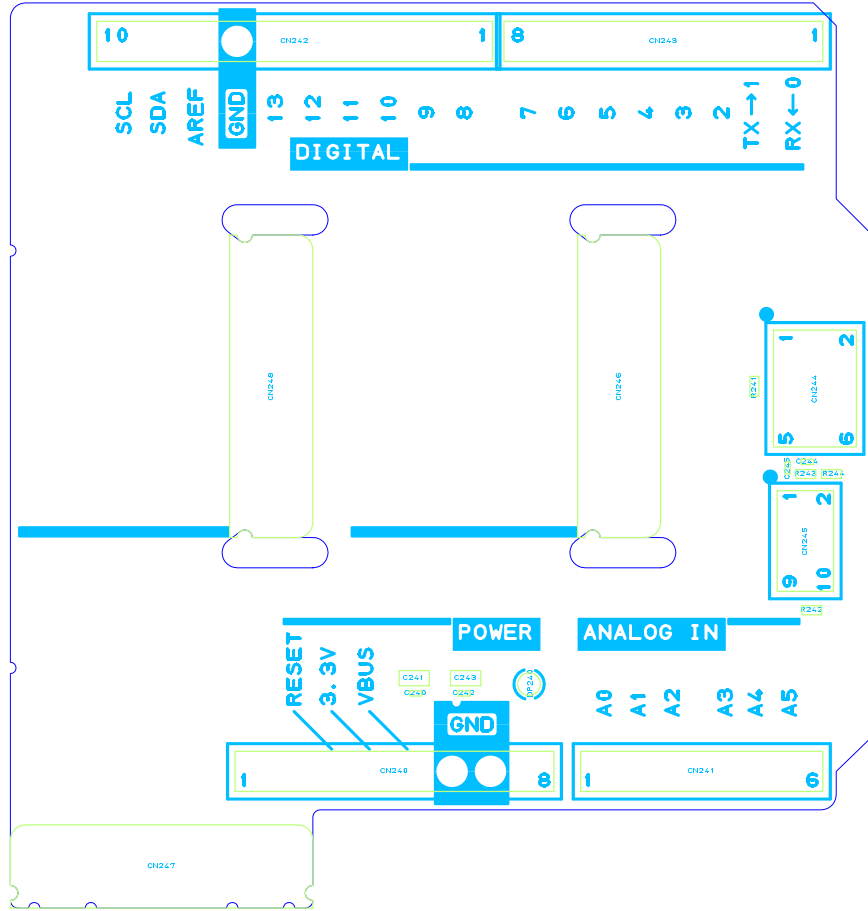 10 CN242 1 8 CN243 1
SCL SDA AREF GND 13 12 11 10 9 8 7 6 5 4 3 2 TX→1 RX←0
DIGITAL
1 2
CN248 CN246 R241 CN244
5 6
C245 C244
R243 R244
1 2
CN245
9 10
R242
POWER ANALOG IN
RESET 3.3V VBUS C241 C243 DP240
C240 C242
A0 A1 A2 A3 A4 A5
GND
1 CN240 8 1 CN241 6
CN247